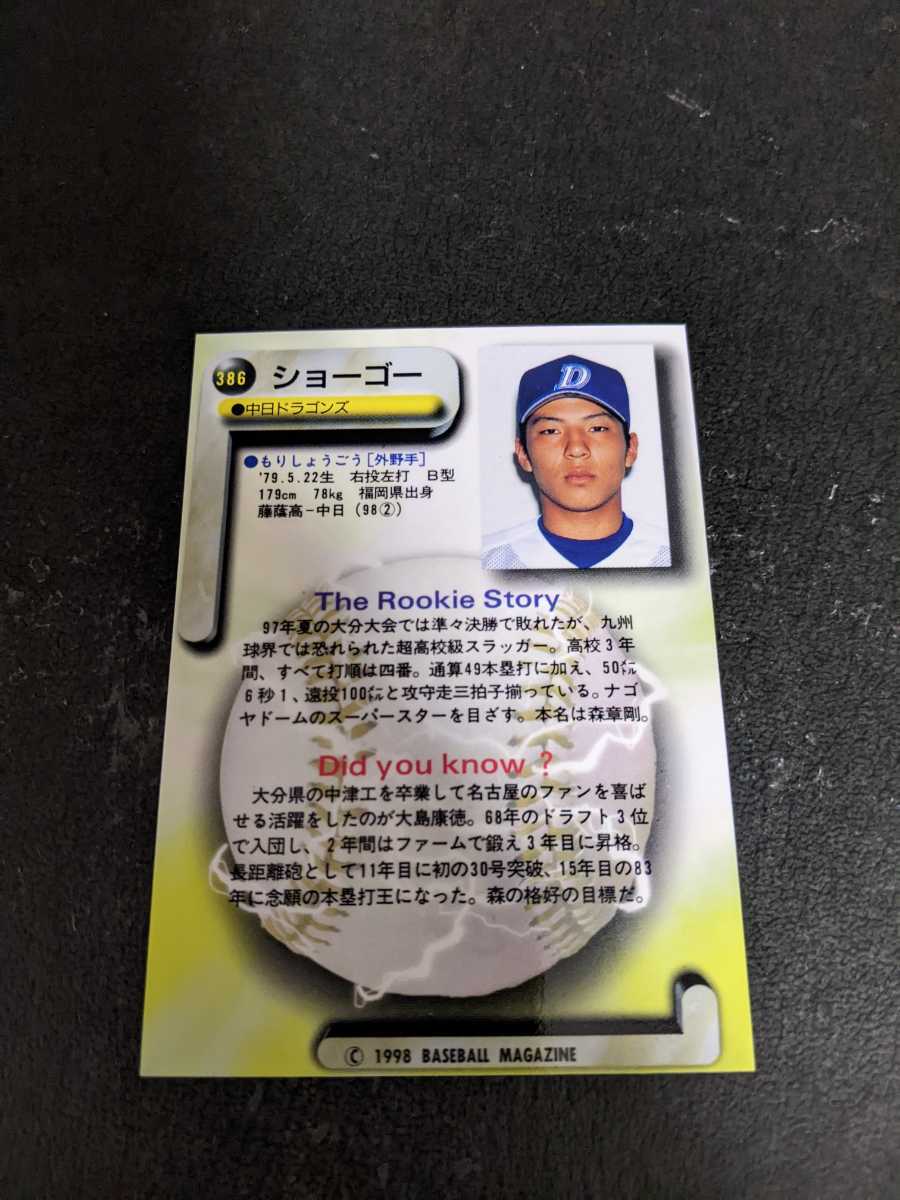 386 ショーゴー
●中日ドラゴンズ
D
●もりしょうごう[外野手]
'79.5.22生 右投左打 B型
179cm 78kg 福岡県出身
藤蔭高－中日 (98②)
The Rookie Story
97年夏の大分大会では準々決勝で敗れたが、九州
球界では恐れられた超高校級スラッガー。高校3年
間、すべて打順は四番。通算49本塁打に加え、50㍍
6秒1、遠投100㍍と攻守走三拍子揃っている。ナゴ
ヤドームのスーパースターを目ざす。本名は森章剛。
Did you know ?
大分県の中津工を卒業して名古屋のファンを喜ば
せる活躍をしたのが大島康徳。68年のドラフト3位
で入団し、2年間はファームで鍛え3年目に昇格。
長距離砲として11年目に初の30号突破、15年目の83
年に念願の本塁打王になった。森の格好の目標だ。
© 1998 BASEBALL MAGAZINE